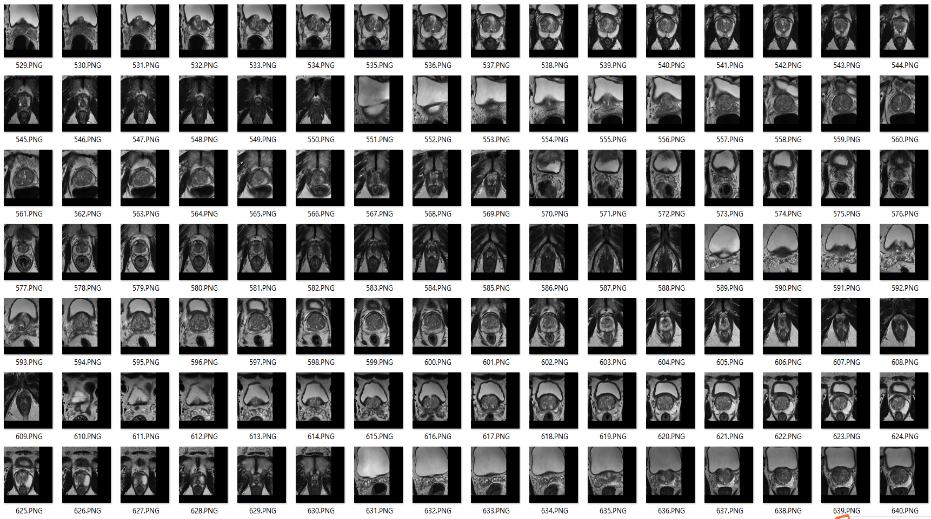 529.PNG 530.PNG 531.PNG 532.PNG 533.PNG 534.PNG 535.PNG 536.PNG 537.PNG 538.PNG 539.PNG 540.PNG 541.PNG 542.PNG 543.PNG 544.PNG
545.PNG 546.PNG 547.PNG 548.PNG 549.PNG 550.PNG 551.PNG 552.PNG 553.PNG 554.PNG 555.PNG 556.PNG 557.PNG 558.PNG 559.PNG 560.PNG
561.PNG 562.PNG 563.PNG 564.PNG 565.PNG 566.PNG 567.PNG 568.PNG 569.PNG 570.PNG 571.PNG 572.PNG 573.PNG 574.PNG 575.PNG 576.PNG
577.PNG 578.PNG 579.PNG 580.PNG 581.PNG 582.PNG 583.PNG 584.PNG 585.PNG 586.PNG 587.PNG 588.PNG 589.PNG 590.PNG 591.PNG 592.PNG
593.PNG 594.PNG 595.PNG 596.PNG 597.PNG 598.PNG 599.PNG 600.PNG 601.PNG 602.PNG 603.PNG 604.PNG 605.PNG 606.PNG 607.PNG 608.PNG
609.PNG 610.PNG 611.PNG 612.PNG 613.PNG 614.PNG 615.PNG 616.PNG 617.PNG 618.PNG 619.PNG 620.PNG 621.PNG 622.PNG 623.PNG 624.PNG
625.PNG 626.PNG 627.PNG 628.PNG 629.PNG 630.PNG 631.PNG 632.PNG 633.PNG 634.PNG 635.PNG 636.PNG 637.PNG 638.PNG 639.PNG 640.PNG